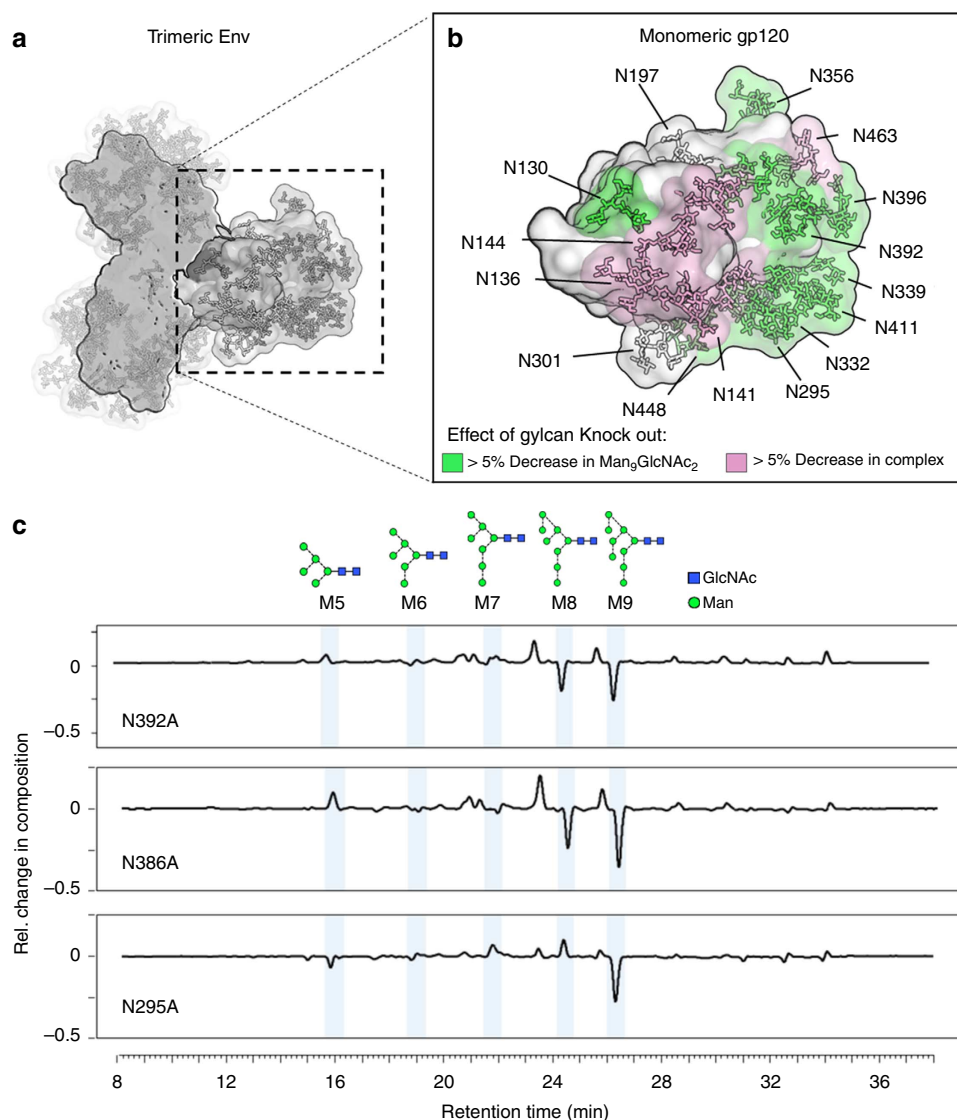 a
Trimeric Env
b
Monomeric gp120
N197
N356
N463
N130
N396
N144
N392
N136
N339
N411
N301
N332
N448
N141
N295
Effect of gylcan Knock out:
> 5% Decrease in Man9GlcNAc2
> 5% Decrease in complex
c
M5
M6
M7
M8
M9
GlcNAc
Man
Rel. change in composition
0
−0.5
N392A
0
−0.5
N386A
0
−0.5
N295A
8
12
16
20
24
28
32
36
Retention time (min)